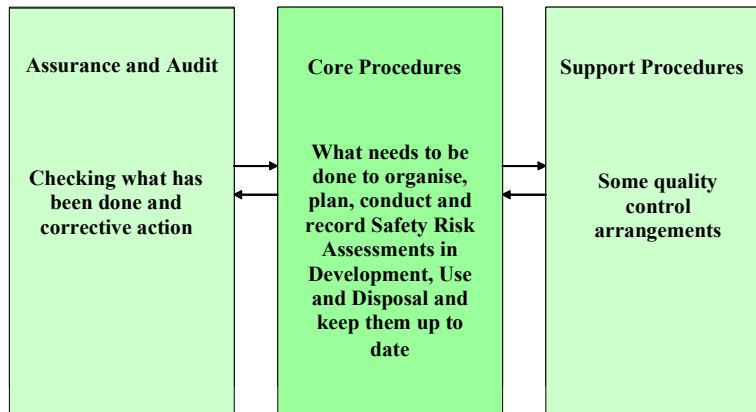 Assurance and Audit
Checking what has
been done and
corrective action
Core Procedures
What needs to be
done to organise,
plan, conduct and
record Safety Risk
Assessments in
Development, Use
and Disposal and
keep them up to
date
Support Procedures
Some quality
control
arrangements